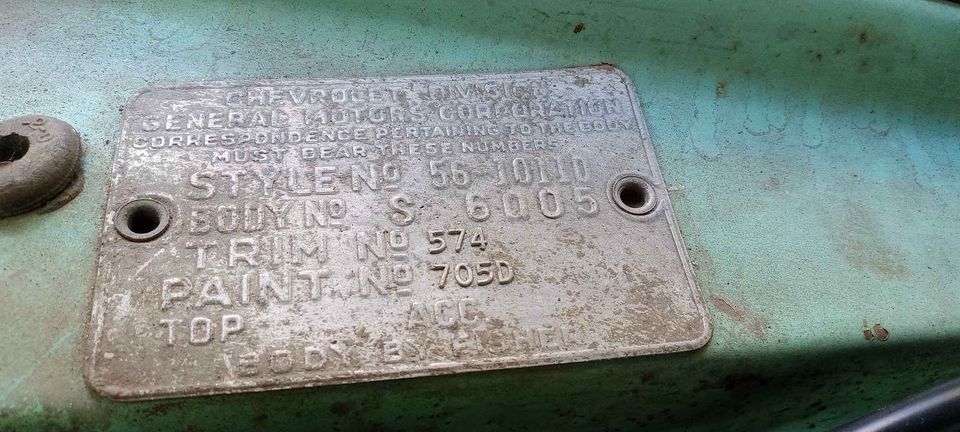 CHEVROLET DIVISION
GENERAL MOTORS CORPORATION
CORRESPONDENCE PERTAINING TO THE BODY
MUST BEAR THESE NUMBERS
STYLE Nº 56-1011D
BODY Nº S 6005
TRIM Nº 574
PAINT Nº 705D
TOP ACC
BODY BY FISHER